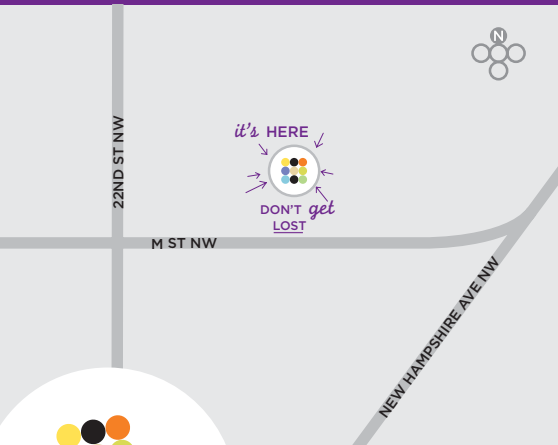 N
it's HERE
22ND ST NW
DON'T get
LOST
M ST NW
NEW HAMPSHIRE AVE NW